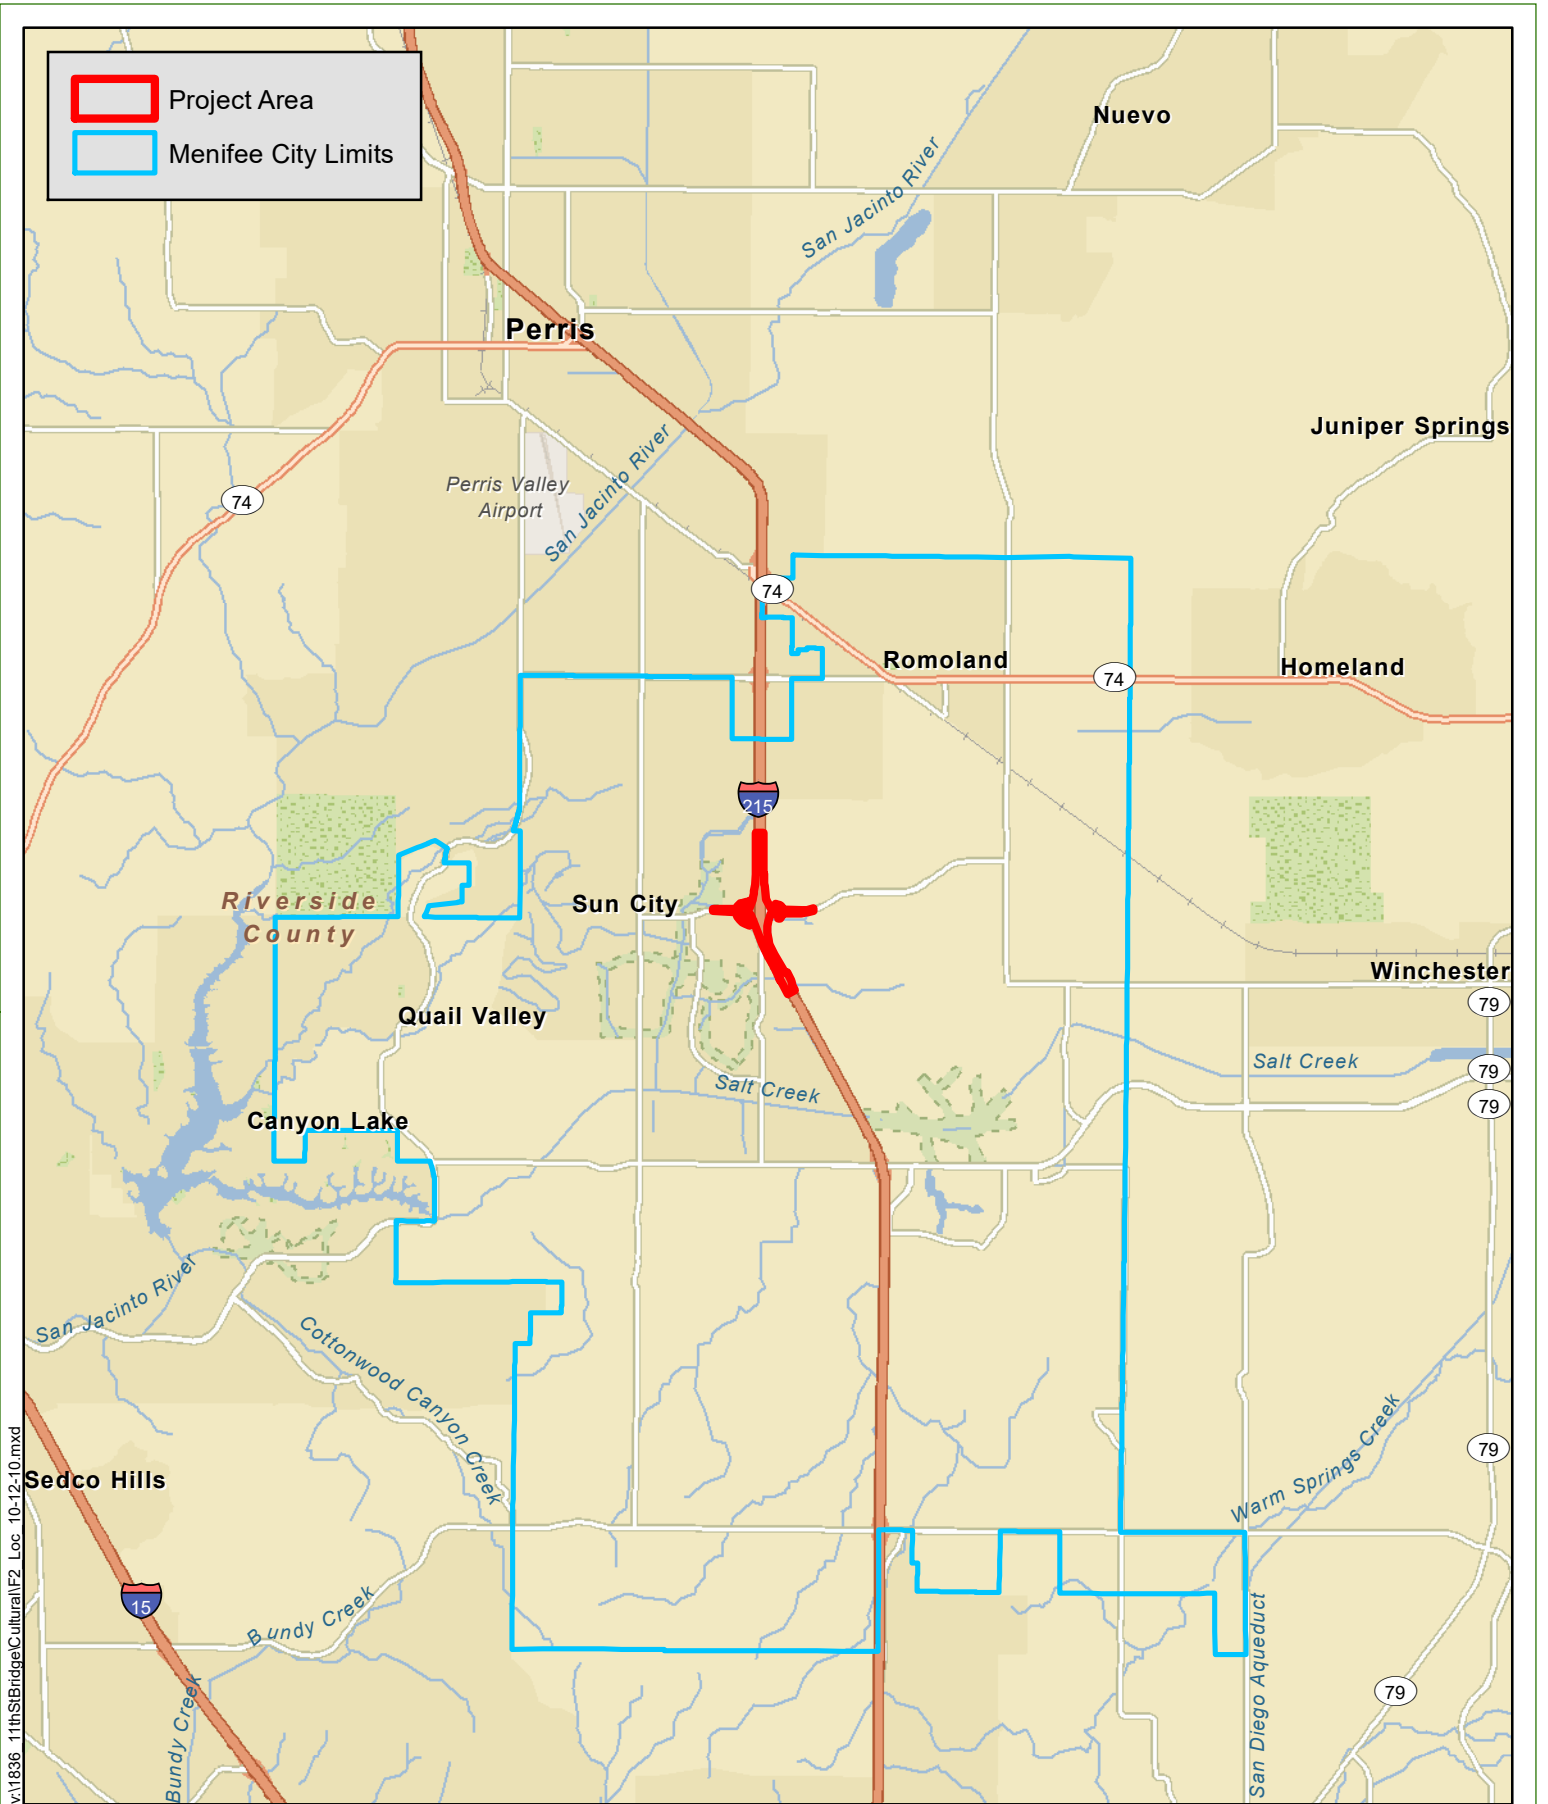 Project Area
Menifee City Limits
Nuevo
San Jacinto River
Perris
Juniper Springs
Perris Valley
Airport
San Jacinto River
74
74
Romoland
74
Homeland
215
Riverside
County
Sun City
Winchester
79
Quail Valley
Salt Creek
79
Salt Creek
79
Canyon Lake
San Jacinto River
Cottonwood Canyon Creek
79
Sedco Hills
Warm Springs Creek
15
Bundy Creek
San Diego Aqueduct
79
Bundy Creek
v:\1836_11thStBridge\Cultural\F2_Loc_10-12-10.mxd